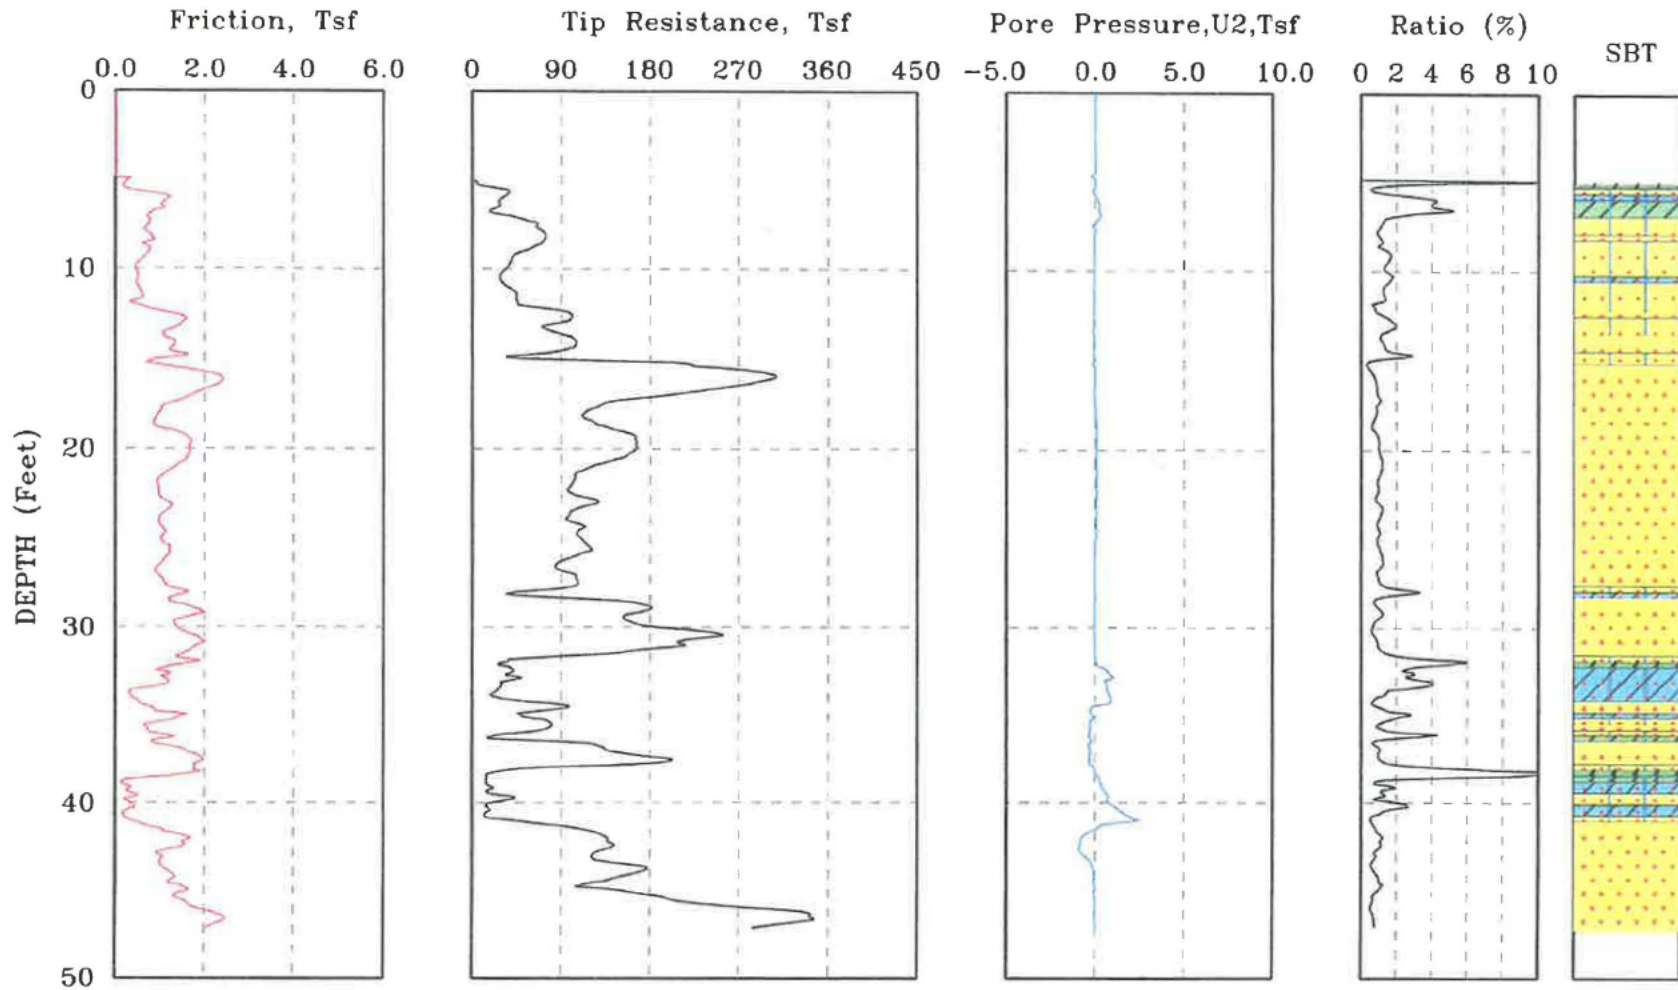 Friction, Tsf
Tip Resistance, Tsf
Pore Pressure,U2,Tsf
Ratio (%)
SBT
0.0 2.0 4.0 6.0
0 90 180 270 360 450
-5.0 0.0 5.0 10.0
0 2 4 6 8 10
0
10
20
30
40
50
DEPTH (Feet)